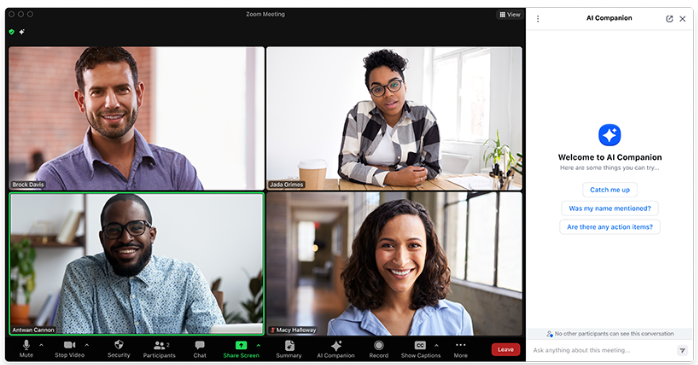 Zoom Meeting
View
Brock Davis
Jada Grimes
Antwan Cannon
Macy Halloway
Mute
Stop Video
Security
Participants
2
Chat
Share Screen
Summary
AI Companion
Record
CC
Show Captions
More
Leave
AI Companion
Welcome to AI Companion
Here are some things you can try...
Catch me up
Was my name mentioned?
Are there any action items?
No other participants can see this conversation
Ask anything about this meeting...